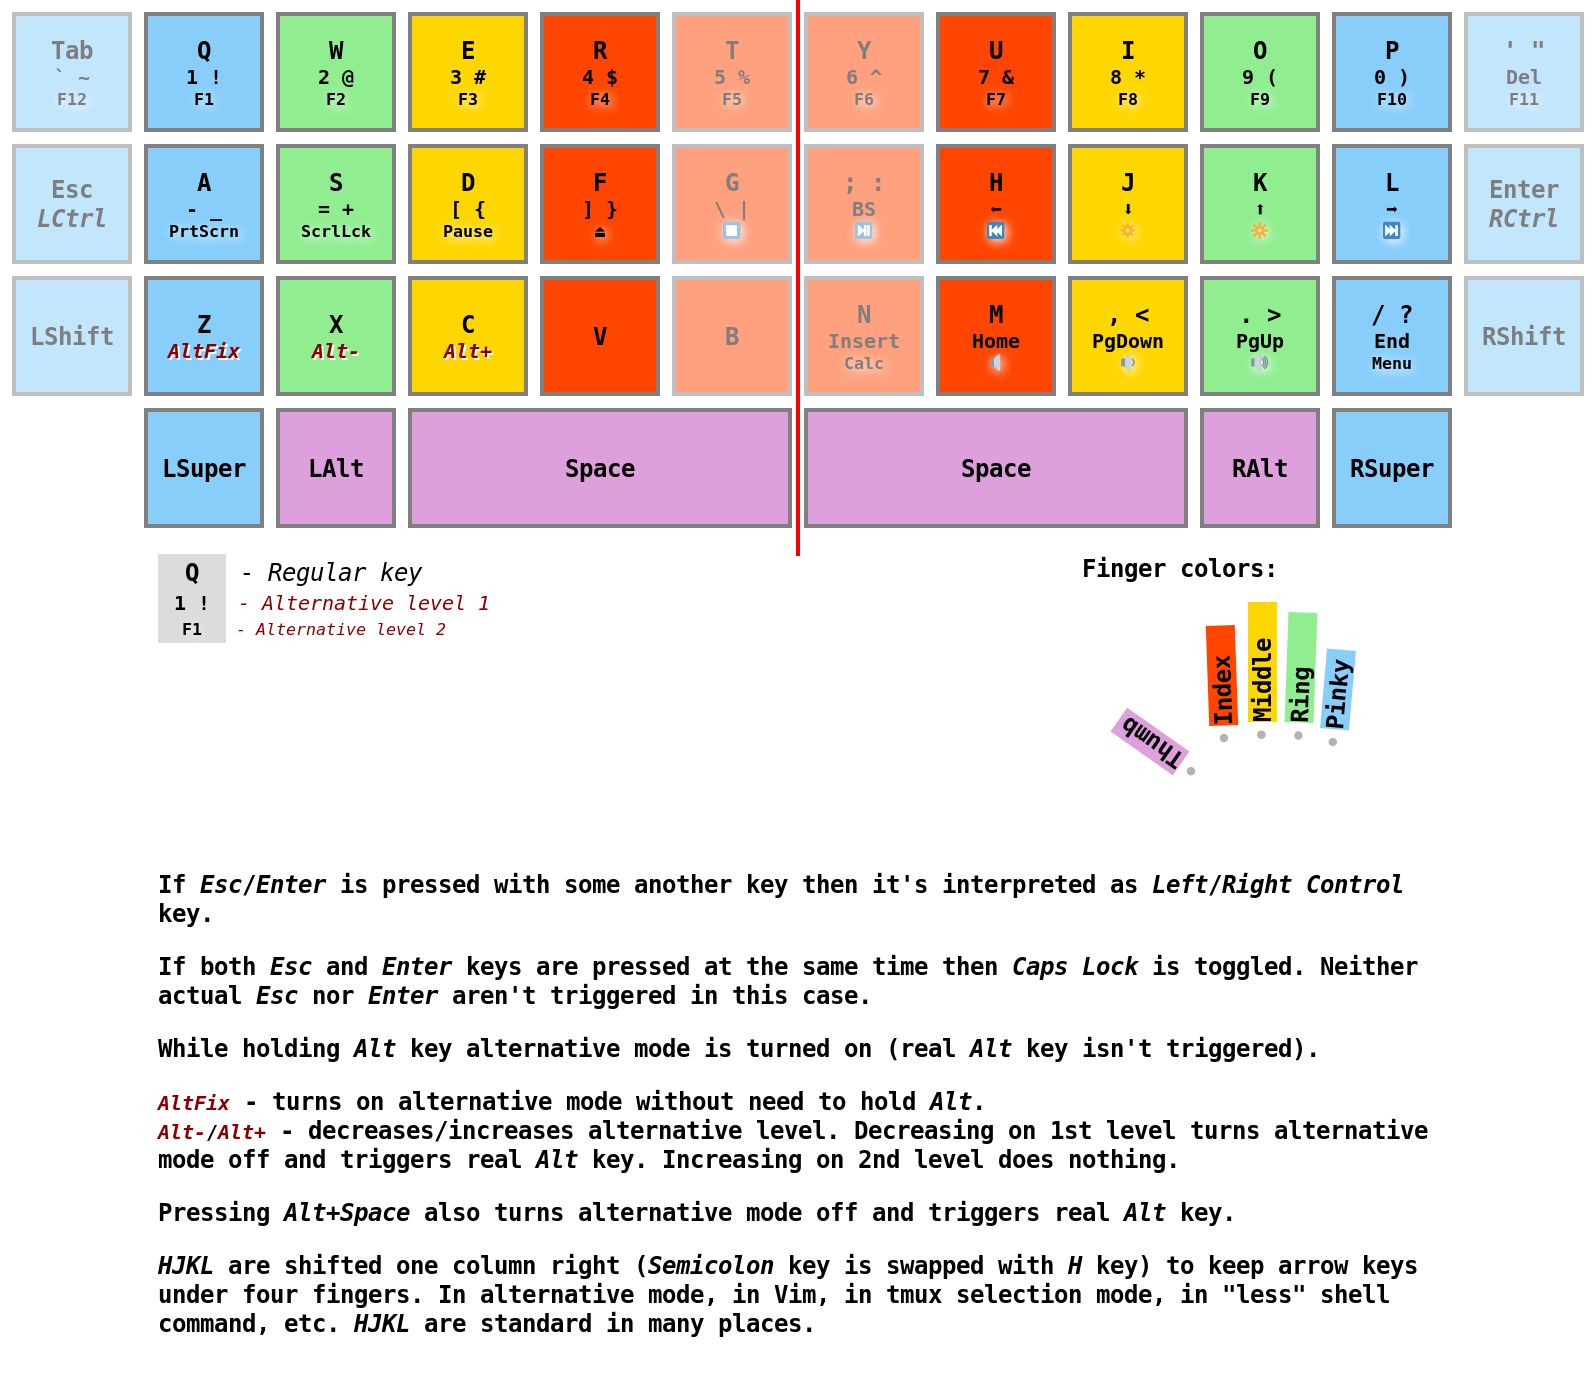 Tab Q W E R T Y U I O P ' "
` ~ 1 ! 2 @ 3 # 4 $ 5 % 6 ^ 7 & 8 * 9 ( 0 ) Del
F12 F1 F2 F3 F4 F5 F6 F7 F8 F9 F10 F11
Esc A S D F G ; : H J K L Enter
LCtrl - _ = + [ { ] } \ | BS ⬅ ⬇ ⬆ ➡ RCtrl
PrtScrn ScrlLck Pause ⏏ ⏹ ⏯ ⏮ 🔅 🔆 ⏭
LShift Z X C V B N M , < . > / ? RShift
AltFix Alt- Alt+ Insert Home PgDown PgUp End
Calc 🔈 🔉 🔊 Menu
LSuper LAlt Space Space RAlt RSuper
Q - Regular key
1 ! - Alternative level 1
F1 - Alternative level 2
Finger colors:
Thumb
Index
Middle
Ring
Pinky
If Esc/Enter is pressed with some another key then it's interpreted as Left/Right Control
key.
If both Esc and Enter keys are pressed at the same time then Caps Lock is toggled. Neither
actual Esc nor Enter aren't triggered in this case.
While holding Alt key alternative mode is turned on (real Alt key isn't triggered).
AltFix - turns on alternative mode without need to hold Alt.
Alt-/Alt+ - decreases/increases alternative level. Decreasing on 1st level turns alternative
mode off and triggers real Alt key. Increasing on 2nd level does nothing.
Pressing Alt+Space also turns alternative mode off and triggers real Alt key.
HJKL are shifted one column right (Semicolon key is swapped with H key) to keep arrow keys
under four fingers. In alternative mode, in Vim, in tmux selection mode, in "less" shell
command, etc. HJKL are standard in many places.